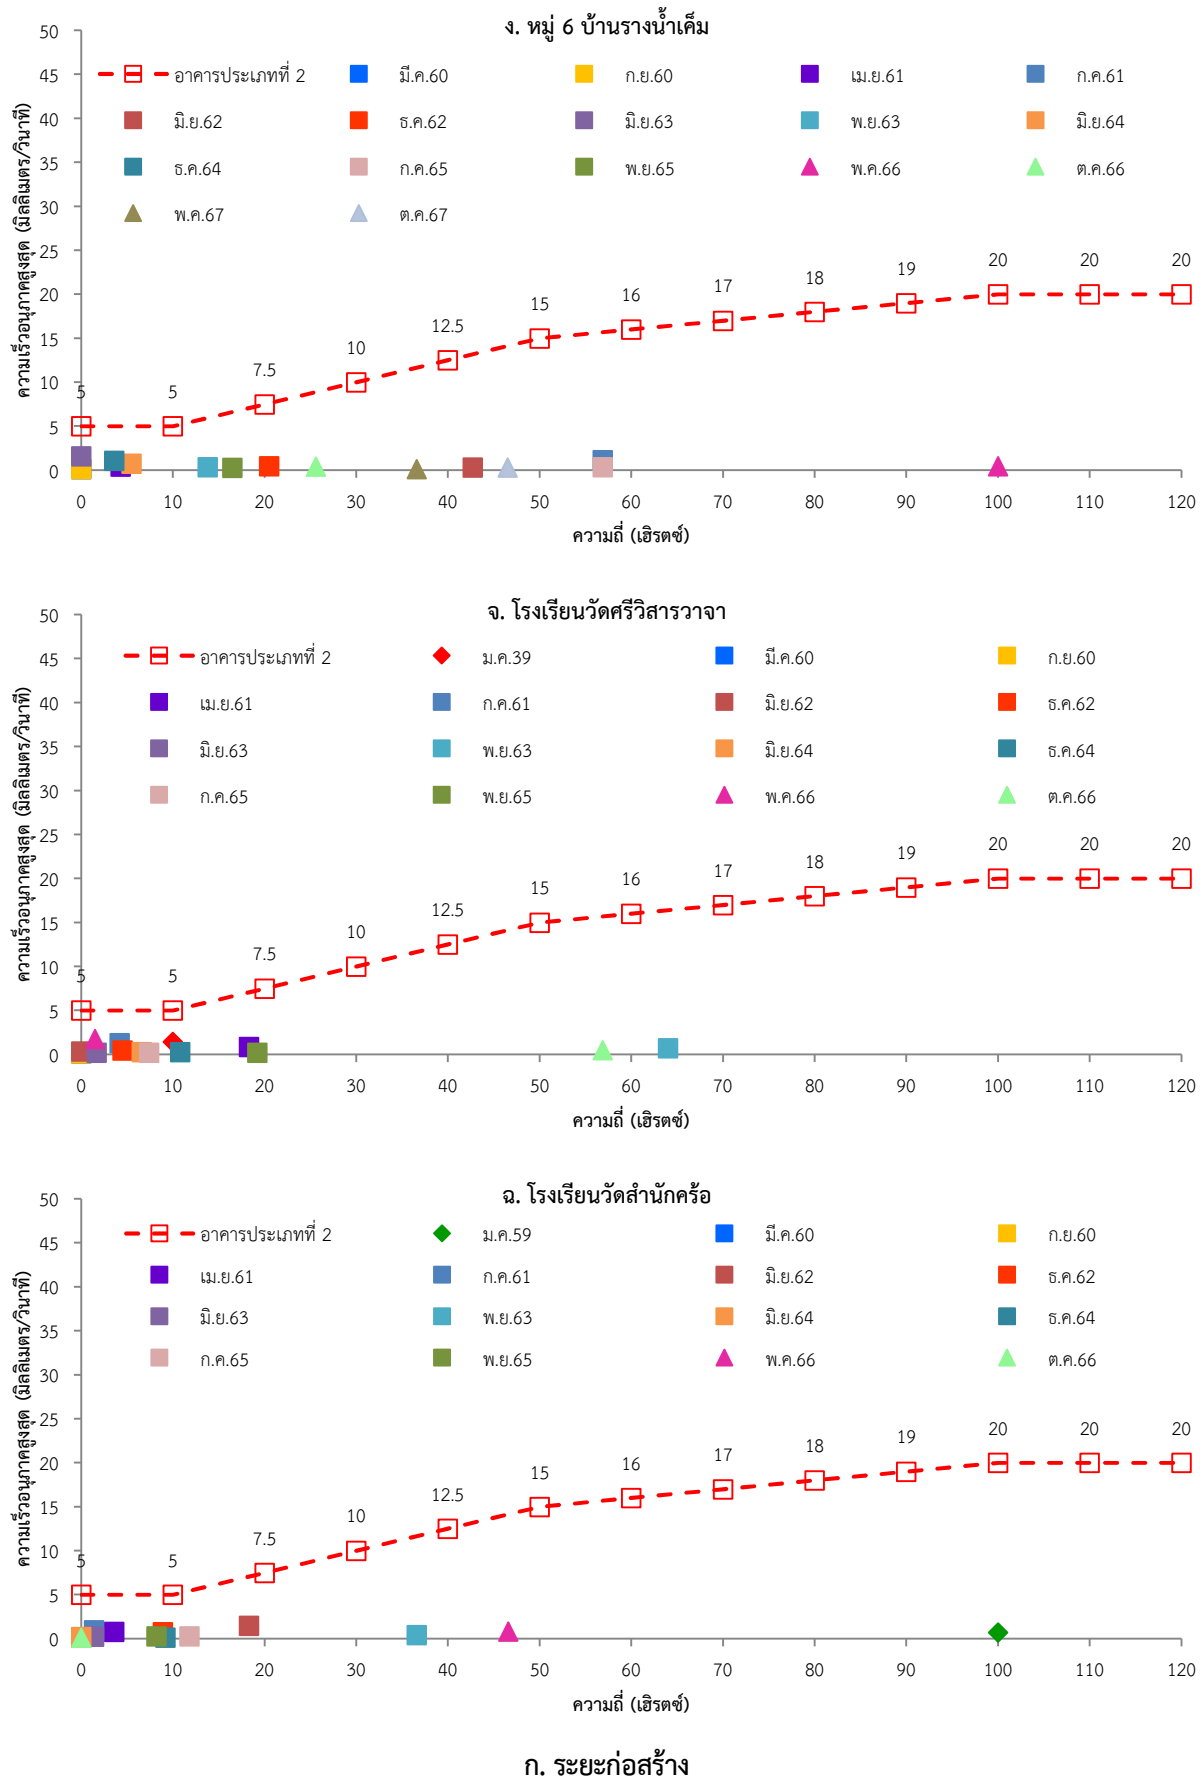 ง. หมู่ 6 บ้านรางน้ำเค็ม
ความเร็วอนุภาคสูงสุด (มิลลิเมตร/วินาที)
50
45
40
35
30
25
20
15
10
5
0
อาคารประเภทที่ 2 มี.ค.60 ก.ย.60 เม.ย.61 ก.ค.61
มิ.ย.62 ธ.ค.62 มิ.ย.63 พ.ย.63 มิ.ย.64
ธ.ค.64 ก.ค.65 พ.ย.65 พ.ค.66 ต.ค.66
พ.ค.67 ต.ค.67
5 5 7.5 10 12.5 15 16 17 18 19 20 20 20
0 10 20 30 40 50 60 70 80 90 100 110 120
ความถี่ (เฮิรตซ์)
จ. โรงเรียนวัดศรีวิสารวาจา
ความเร็วอนุภาคสูงสุด (มิลลิเมตร/วินาที)
50
45
40
35
30
25
20
15
10
5
0
อาคารประเภทที่ 2 ม.ค.39 มี.ค.60 ก.ย.60
เม.ย.61 ก.ค.61 มิ.ย.62 ธ.ค.62
มิ.ย.63 พ.ย.63 มิ.ย.64 ธ.ค.64
ก.ค.65 พ.ย.65 พ.ค.66 ต.ค.66
5 5 7.5 10 12.5 15 16 17 18 19 20 20 20
0 10 20 30 40 50 60 70 80 90 100 110 120
ความถี่ (เฮิรตซ์)
ฉ. โรงเรียนวัดสำนักคร้อ
ความเร็วอนุภาคสูงสุด (มิลลิเมตร/วินาที)
50
45
40
35
30
25
20
15
10
5
0
อาคารประเภทที่ 2 ม.ค.59 มี.ค.60 ก.ย.60
เม.ย.61 ก.ค.61 มิ.ย.62 ธ.ค.62
มิ.ย.63 พ.ย.63 มิ.ย.64 ธ.ค.64
ก.ค.65 พ.ย.65 พ.ค.66 ต.ค.66
5 5 7.5 10 12.5 15 16 17 18 19 20 20 20
0 10 20 30 40 50 60 70 80 90 100 110 120
ความถี่ (เฮิรตซ์)
ก. ระยะก่อสร้าง